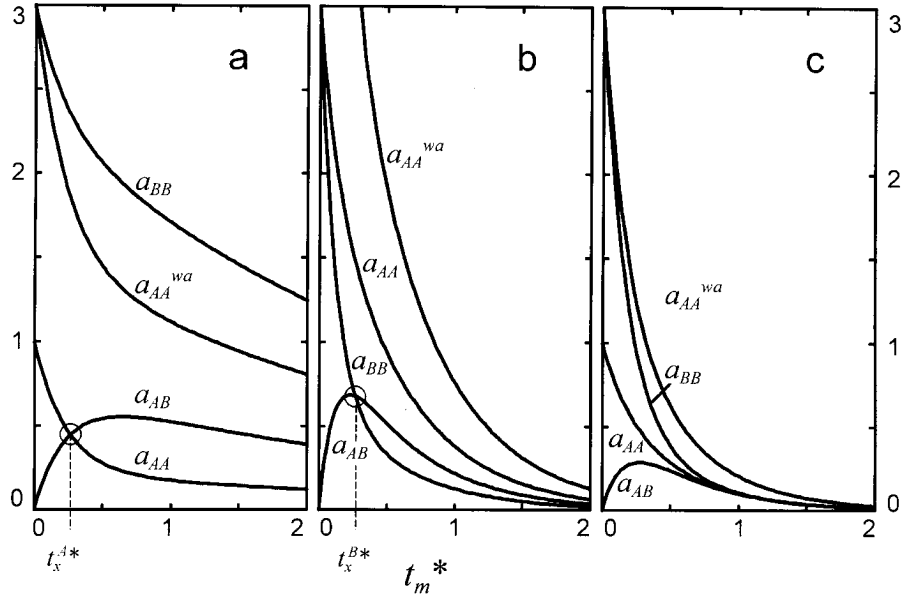 3
2
1
0
a
a_BB
a_AA^wa
a_AB
a_AA
0 1 2
t_x^A*
b
a_AA^wa
a_AA
a_BB
a_AB
0 1 2
t_x^B*
c
a_AA^wa
a_BB
a_AA
a_AB
0 1 2
3
2
1
0
t_m*